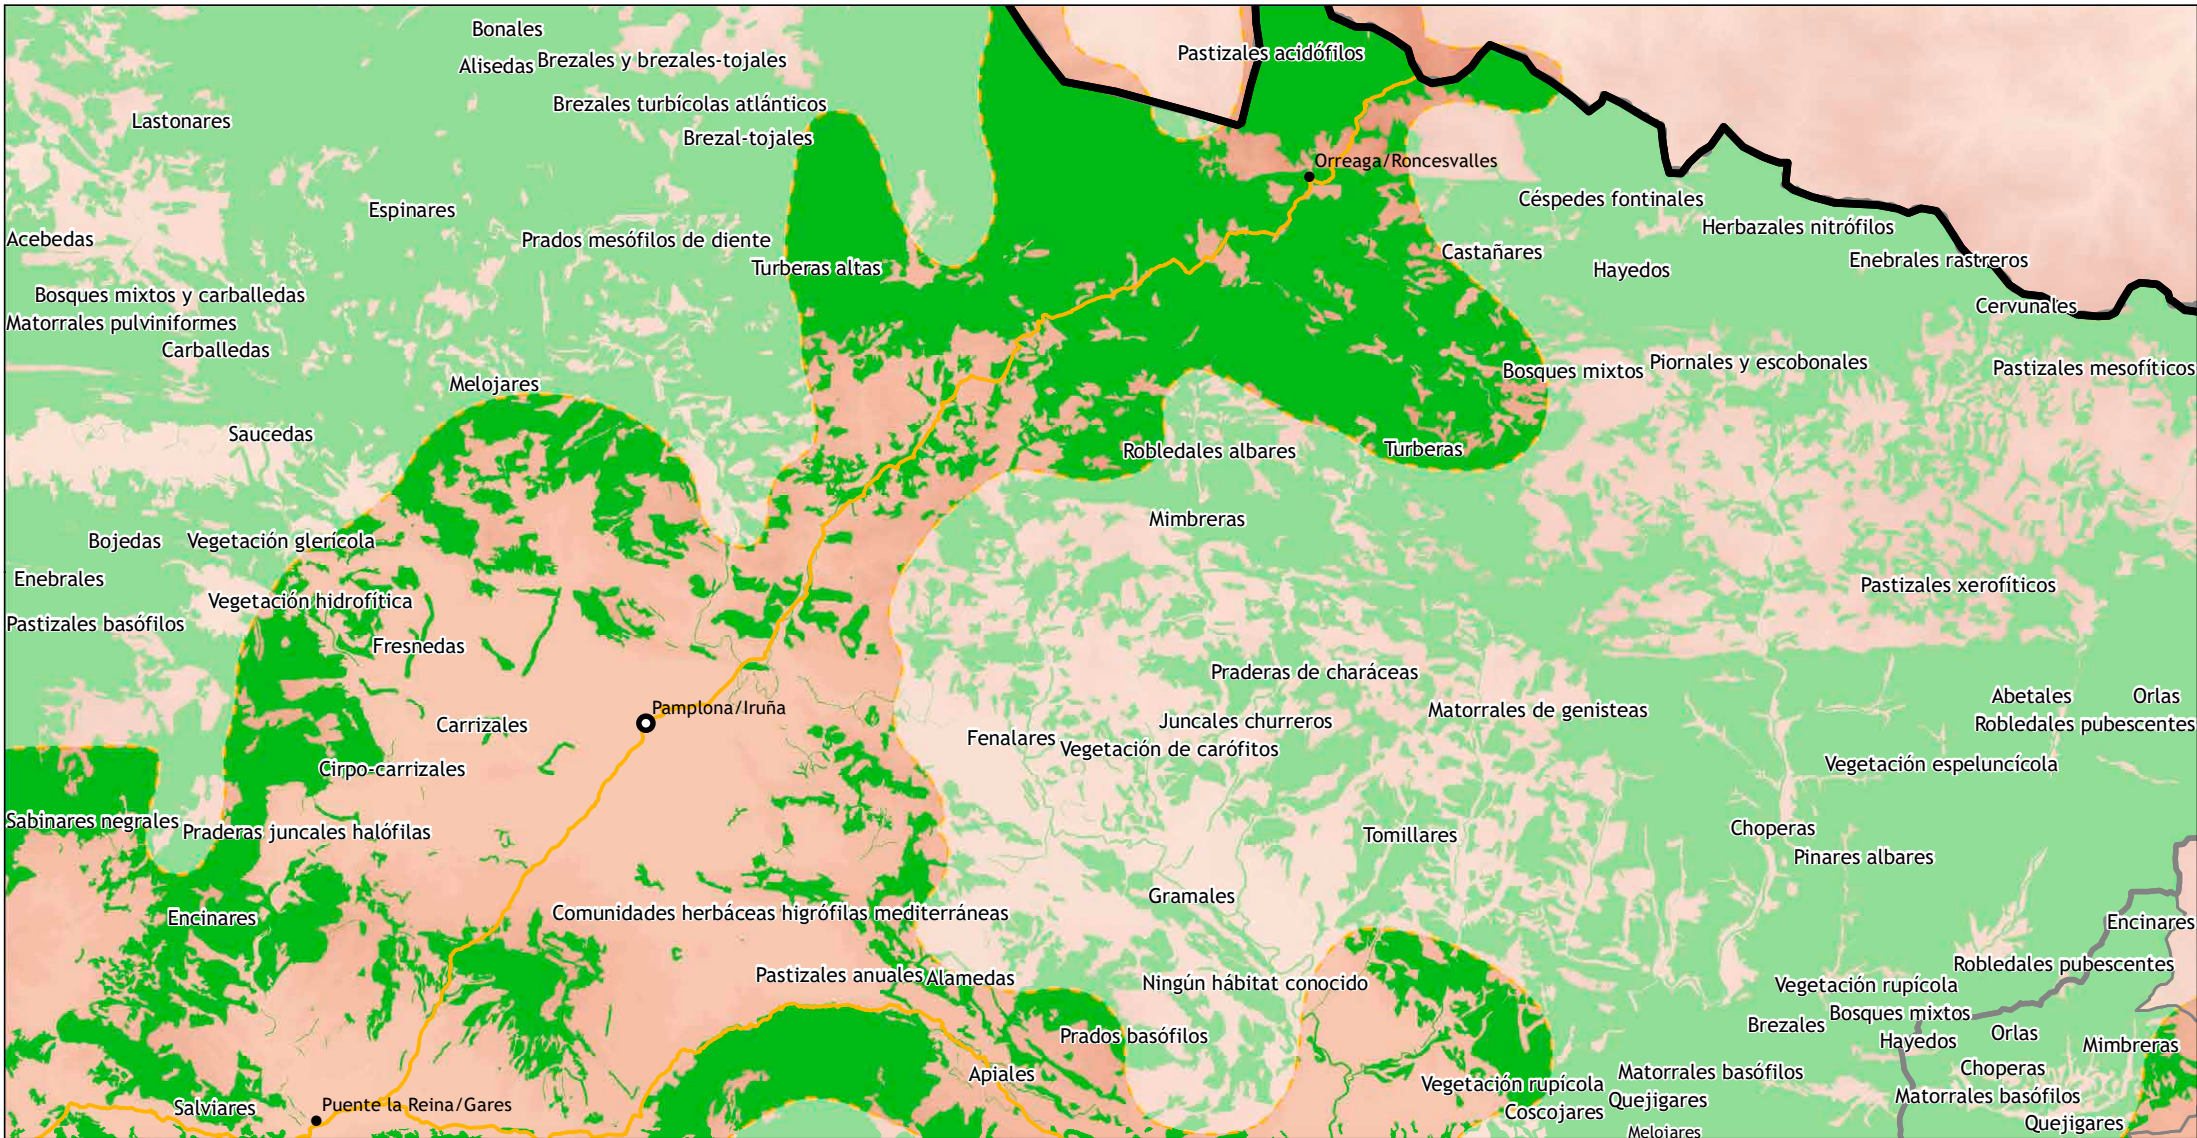 Bonales
Pastizales acidófilos
Alisedas
Brezales y brezales-tojales
Brezales turbícolas atlánticos
Lastonares
Brezal-tojales
Orreaga/Roncesvalles
Céspedes fontinales
Espinares
Herbazales nitrófilos
Acebedas
Prados mesófilos de diente
Castañares
Enebrales rastreros
Turberas altas
Hayedos
Bosques mixtos y carballedas
Cervunales
Matorrales pulviniformes
Carballedas
Piornales y escobonales
Pastizales mesofíticos
Bosques mixtos
Melojares
Saucedas
Turberas
Robledales albares
Mimbreras
Bojedas
Vegetación glerícola
Enebrales
Pastizales xerofíticos
Vegetación hidrofítica
Pastizales basófilos
Fresnedas
Praderas de charáceas
Abetales
Orlas
Pamplona/Iruña
Matorrales de genisteas
Carrizales
Juncales churreros
Robledales pubescentes
Fenalares
Vegetación de carófitos
Vegetación espeluncícola
Cirpo-carrizales
Sabinares negrales
Praderas juncales halófilas
Tomillares
Choperas
Pinares albares
Gramales
Encinares
Comunidades herbáceas higrófilas mediterráneas
Encinares
Robledales pubescentes
Pastizales anuales
Alamedas
Ningún hábitat conocido
Vegetación rupícola
Bosques mixtos
Brezales
Prados basófilos
Orlas
Hayedos
Mimbreras
Apiales
Matorrales basófilos
Choperas
Vegetación rupícola
Salviares
Puente la Reina/Gares
Quejigares
Matorrales basófilos
Coscojares
Quejigares
Melojares